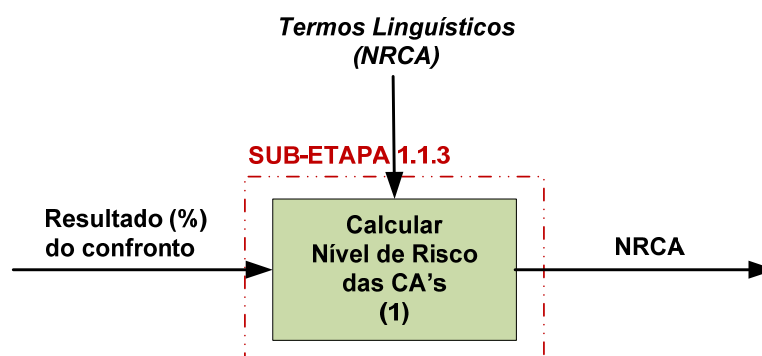 Termos Linguísticos
(NRCA)
SUB-ETAPA 1.1.3
Resultado (%)
do confronto
Calcular
Nível de Risco
das CA's
(1)
NRCA